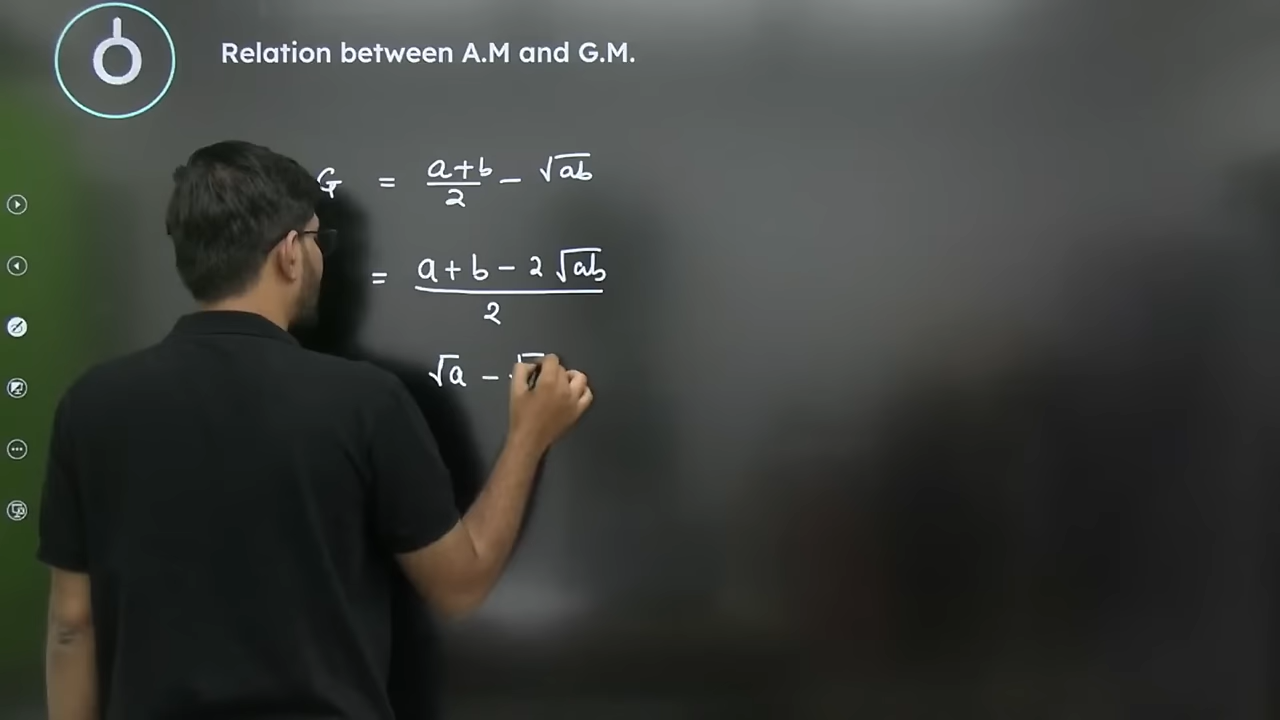 Relation between A.M and G.M.
G = a+b/2 - √ab
= a+b-2√ab/2
√a - √